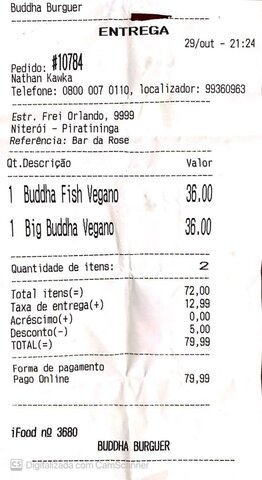 Buddha Burguer
ENTREGA
29/out - 21:24
Pedido: #10784
Nathan Kawka
Telefone: 0800 007 0110, localizador: 99360963
Estr. Frei Orlando, 9999
Niterói - Piratininga
Referência: Bar da Rose
Qt.Descrição Valor
1 Buddha Fish Vegano 36.00
1 Big Buddha Vegano 36.00
Quantidade de itens: 2
Total itens(=) 72,00
Taxa de entrega(+) 12,99
Acréscimo(+) 0,00
Desconto(-) 5,00
TOTAL(=) 79,99
Forma de pagamento
Pago Online 79,99
iFood nº 3680
BUDDHA BURGUER
CS Digitalizada com CamScanner